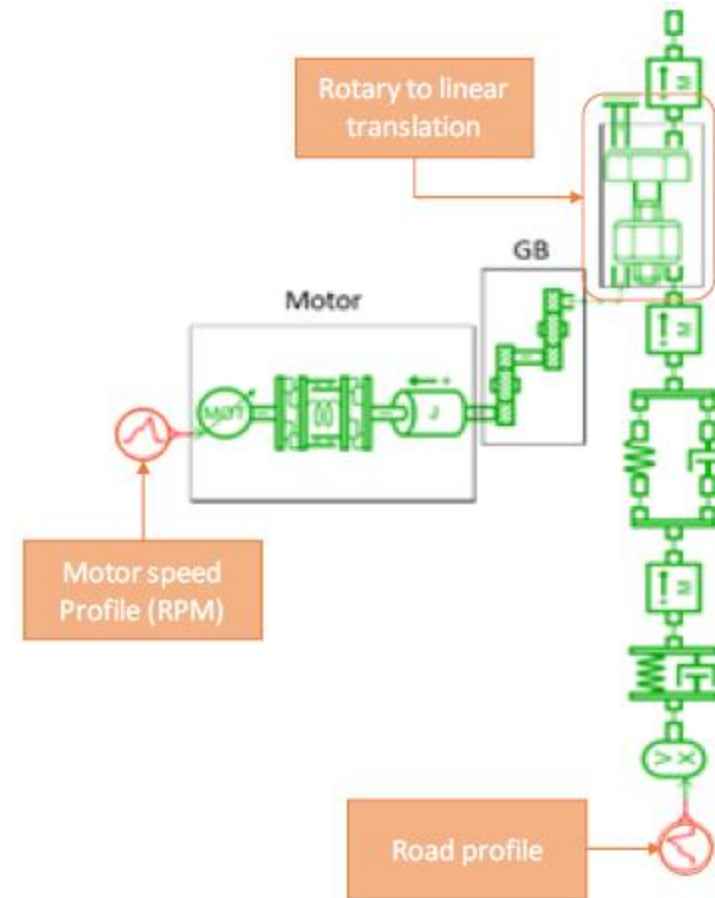 M
Rotary to linear
translation
GB
Motor
M
J
Motor speed
Profile (RPM)
M
V X
Road profile